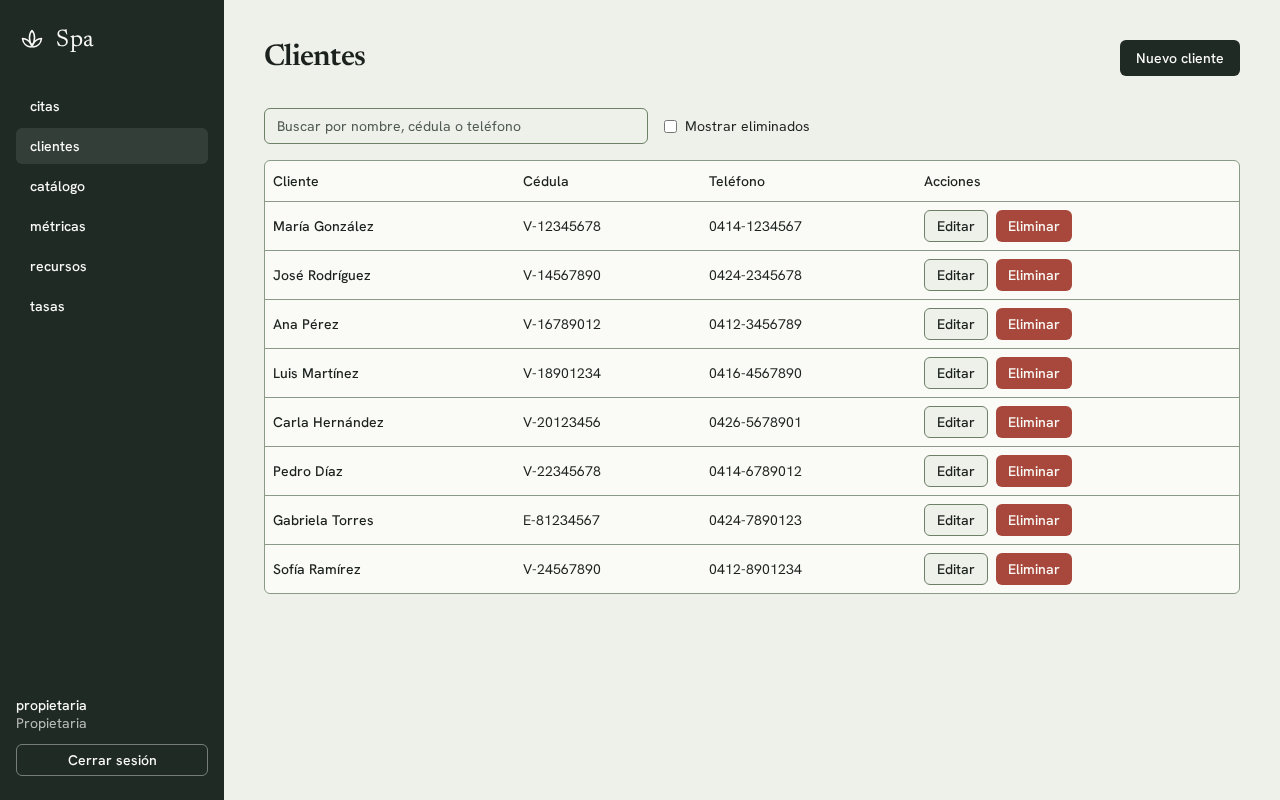 Spa
citas
clientes
catálogo
métricas
recursos
tasas
propietaria
Propietaria
Cerrar sesión
Clientes
Nuevo cliente
Buscar por nombre, cédula o teléfono
Mostrar eliminados
Cliente Cédula Teléfono Acciones
María González V-12345678 0414-1234567 Editar Eliminar
José Rodríguez V-14567890 0424-2345678 Editar Eliminar
Ana Pérez V-16789012 0412-3456789 Editar Eliminar
Luis Martínez V-18901234 0416-4567890 Editar Eliminar
Carla Hernández V-20123456 0426-5678901 Editar Eliminar
Pedro Díaz V-22345678 0414-6789012 Editar Eliminar
Gabriela Torres E-81234567 0424-7890123 Editar Eliminar
Sofía Ramírez V-24567890 0412-8901234 Editar Eliminar